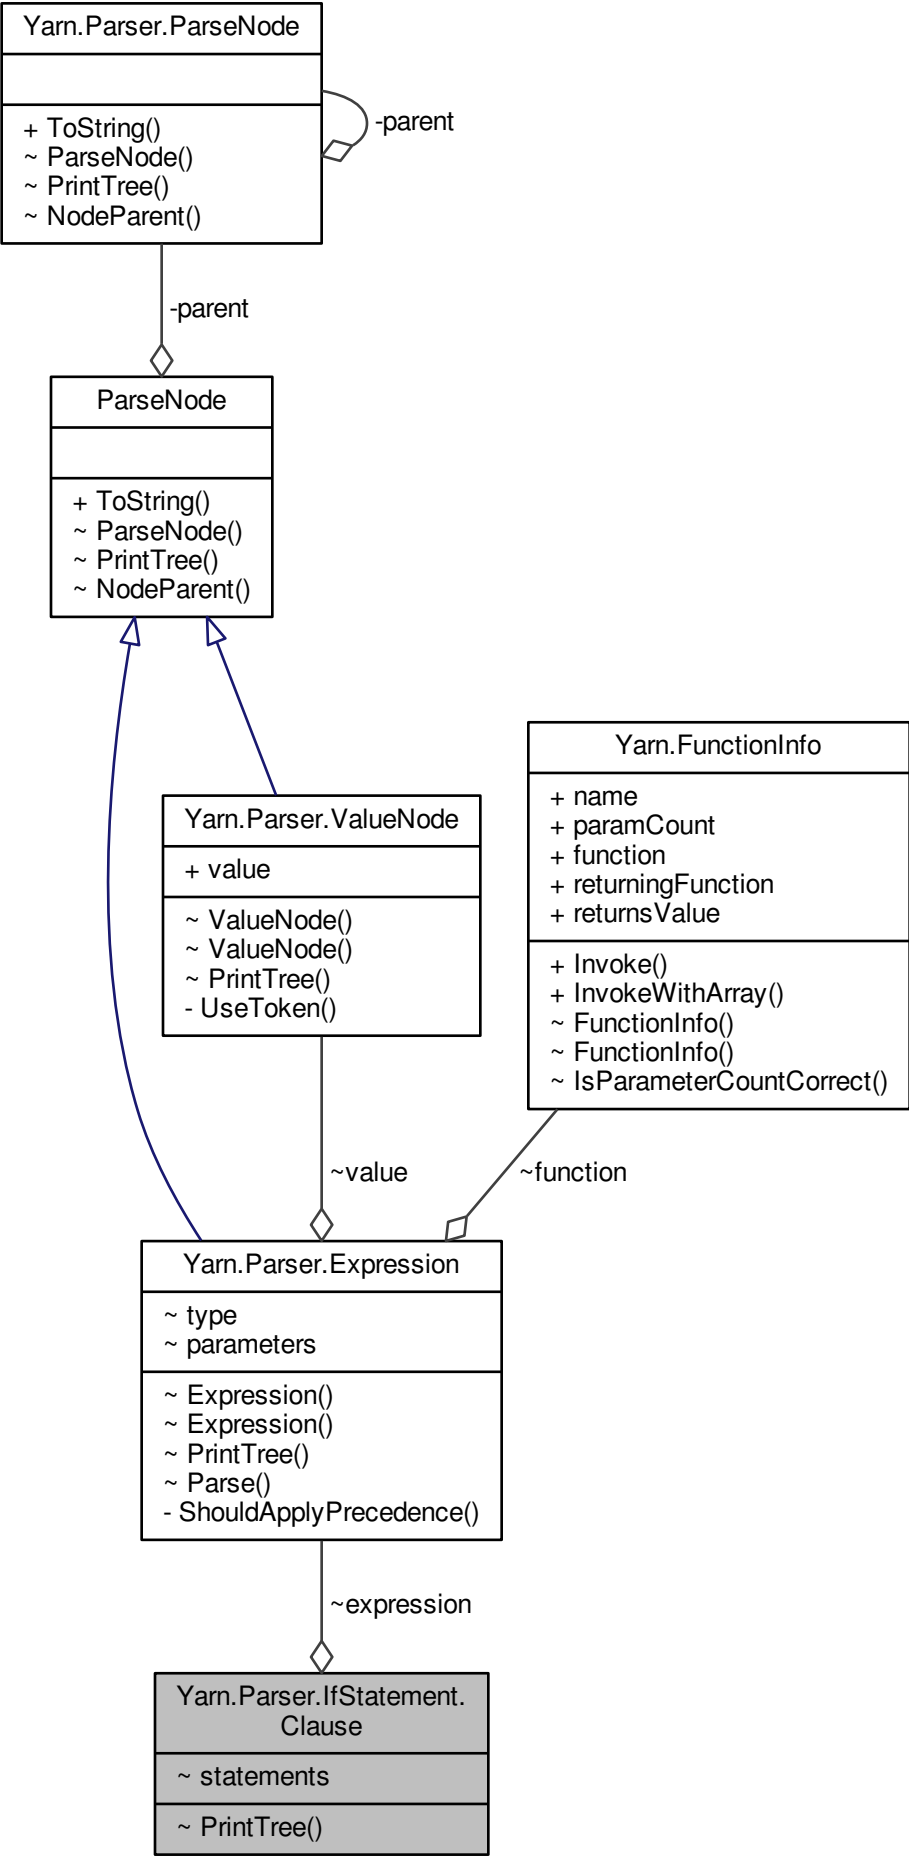 Yarn.Parser.ParseNode
+ ToString()
~ ParseNode()
~ PrintTree()
~ NodeParent()
-parent
-parent
ParseNode
+ ToString()
~ ParseNode()
~ PrintTree()
~ NodeParent()
Yarn.Parser.ValueNode
+ value
~ ValueNode()
~ ValueNode()
~ PrintTree()
- UseToken()
Yarn.FunctionInfo
+ name
+ paramCount
+ function
+ returningFunction
+ returnsValue
+ Invoke()
+ InvokeWithArray()
~ FunctionInfo()
~ FunctionInfo()
~ IsParameterCountCorrect()
~value
~function
Yarn.Parser.Expression
~ type
~ parameters
~ Expression()
~ Expression()
~ PrintTree()
~ Parse()
- ShouldApplyPrecedence()
~expression
Yarn.Parser.IfStatement.
Clause
~ statements
~ PrintTree()